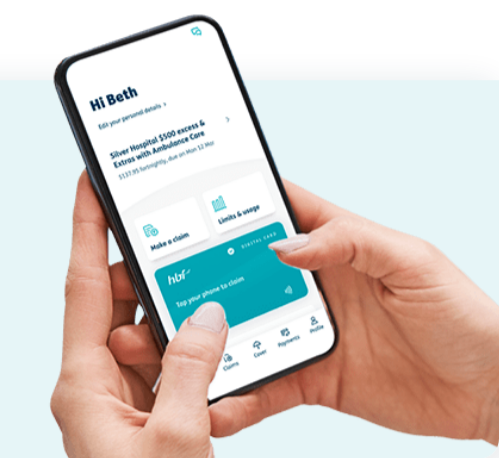 Hi Beth
Edit your personal details >
Silver Hospital $500 excess &
Extras with Ambulance Care
$137.95 fortnightly, due on Mon 12 Mar
Make a claim
Limits & usage
DIGITAL CARD
hbf
Tap your phone to claim
Claims
Cover
Payments
Profile